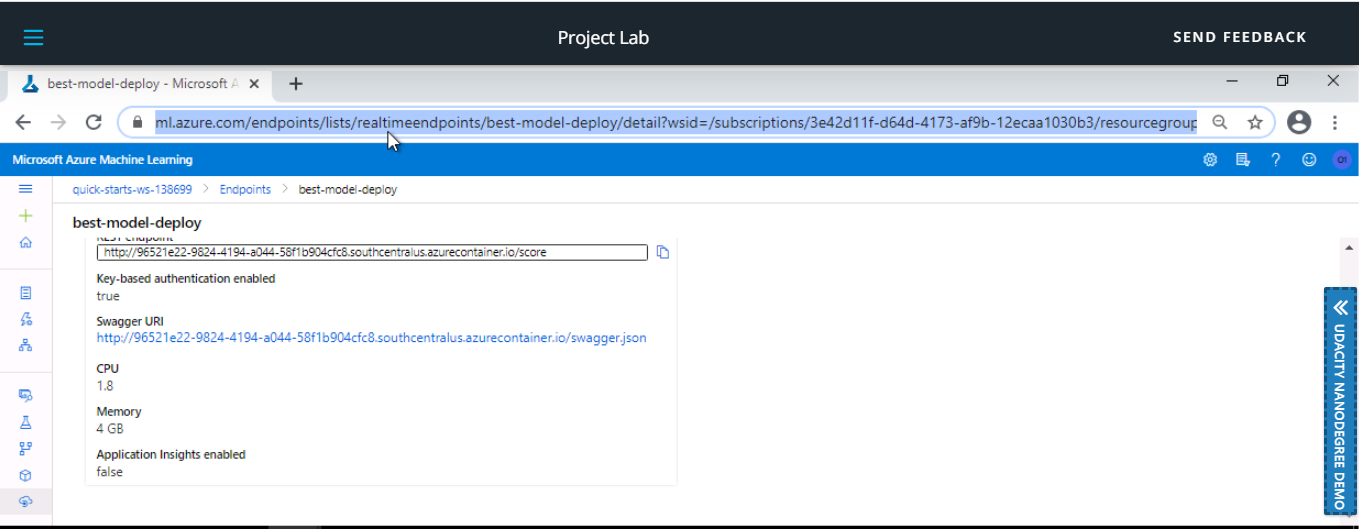 Project Lab
SEND FEEDBACK
best-model-deploy - Microsoft A
ml.azure.com/endpoints/lists/realtimeendpoints/best-model-deploy/detail?wsid=/subscriptions/3e42d11f-d64d-4173-af9b-12ecaa1030b3/resourcegroup
Microsoft Azure Machine Learning
quick-starts-ws-138699 > Endpoints > best-model-deploy
best-model-deploy
REST endpoint
http://96521e22-9824-4194-a044-58f1b904cfc8.southcentralus.azurecontainer.io/score
Key-based authentication enabled
true
Swagger URI
http://96521e22-9824-4194-a044-58f1b904cfc8.southcentralus.azurecontainer.io/swagger.json
CPU
1.8
Memory
4 GB
Application Insights enabled
false
UDACITY NANODEGREE DEMO